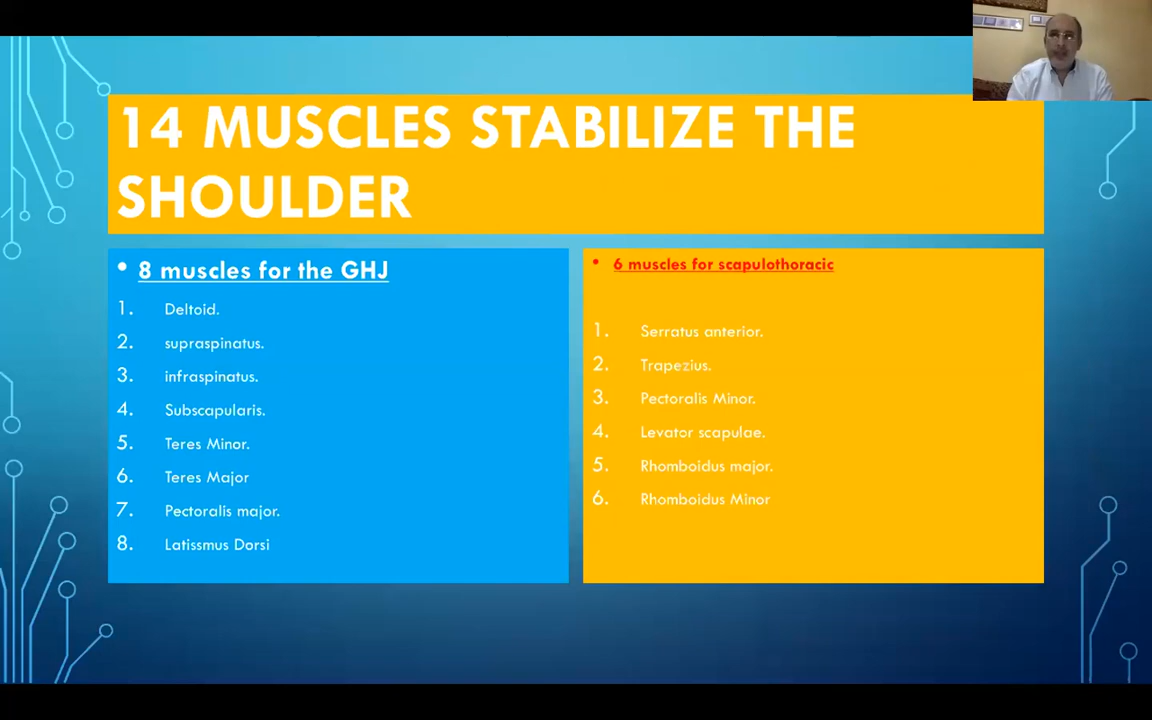 14 MUSCLES STABILIZE THE
SHOULDER
• 8 muscles for the GHJ
1. Deltoid.
2. supraspinatus.
3. infraspinatus.
4. Subscapularis.
5. Teres Minor.
6. Teres Major
7. Pectoralis major.
8. Latissmus Dorsi
• 6 muscles for scapulothoracic
1. Serratus anterior.
2. Trapezius.
3. Pectoralis Minor.
4. Levator scapulae.
5. Rhomboidus major.
6. Rhomboidus Minor